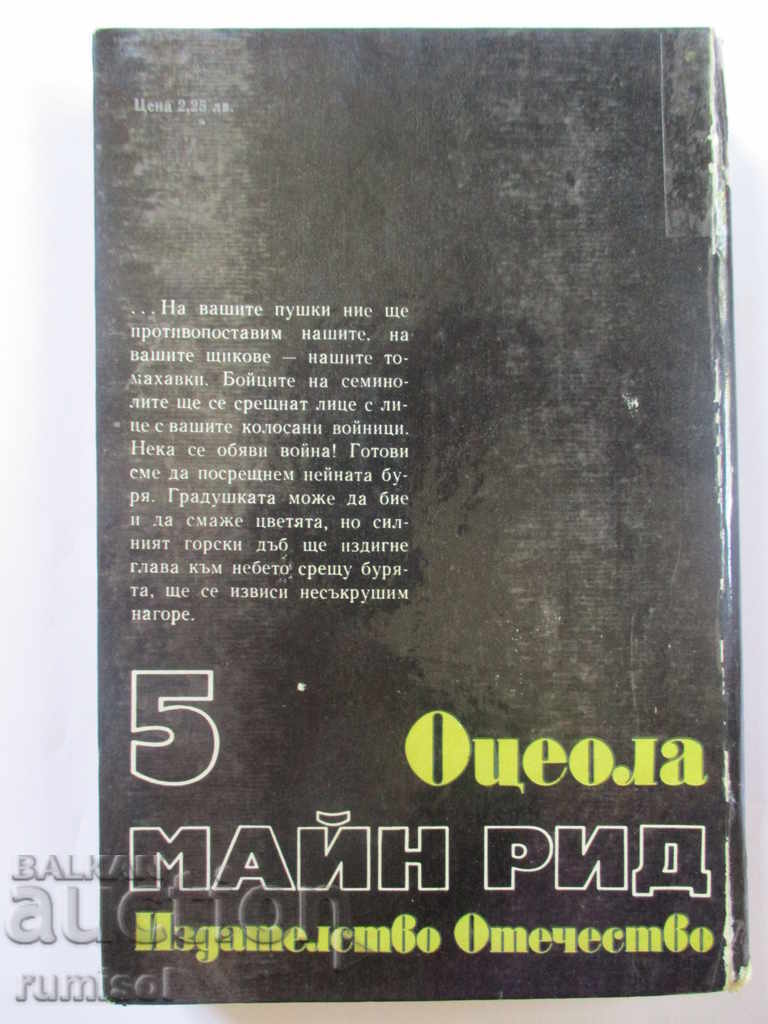 Цена 2,25 лв.
...На вашите пушки ние ще
противопоставим нашите, на
вашите щикове — нашите то-
махавки. Бойците на семино-
лите ще се срещнат лице с ли-
це с вашите колосани войници.
Нека се обяви война! Готови
сме да посрещнем нейната бу-
ря. Градушката може да бие
и да смаже цветята, но сил-
ният горски дъб ще издигне
глава към небето срещу буря-
та, ще се извиси несъкрушим
нагоре.
5 Оцеола
МАЙН РИД
Издателство Отечество
BALKAN
auction
rumisol